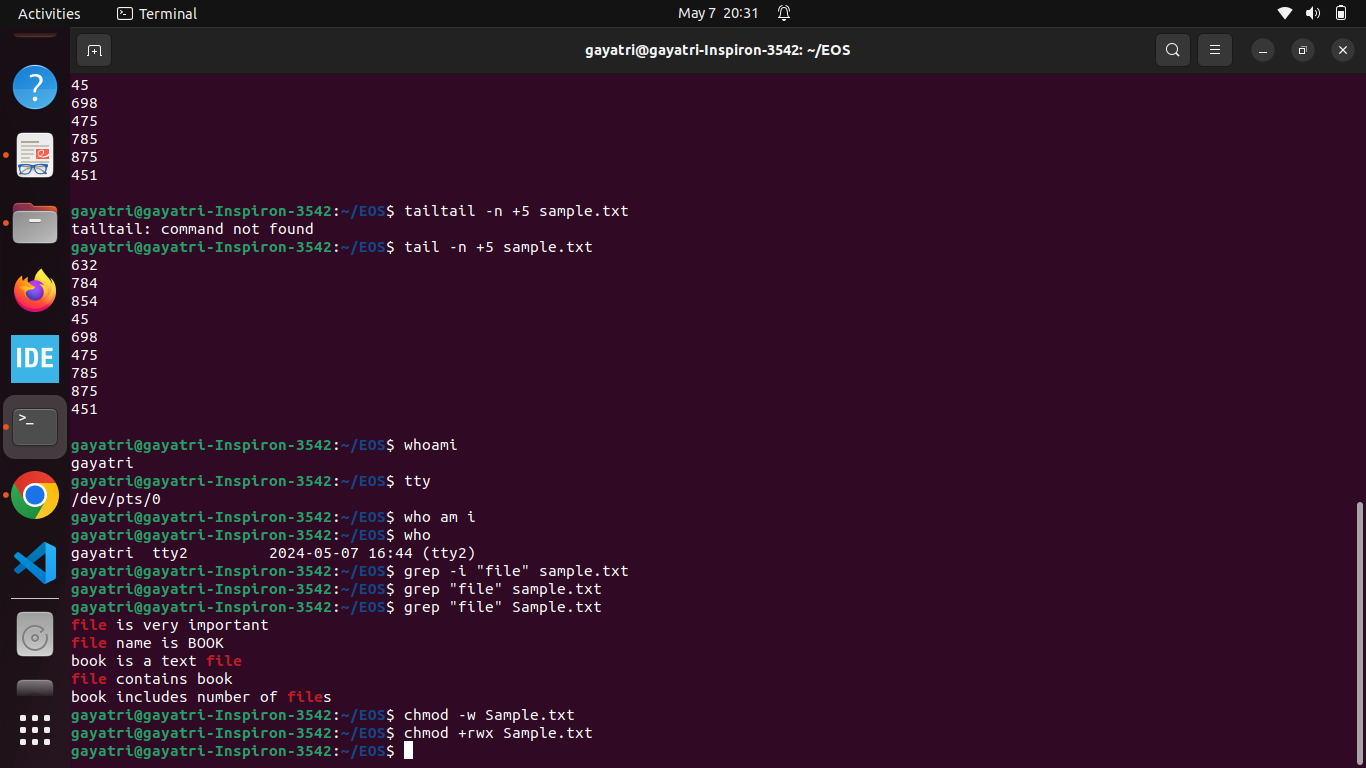 Activities
Terminal
May 7 20:31
gayatri@gayatri-Inspiron-3542: ~/EOS
45
698
475
785
875
451
gayatri@gayatri-Inspiron-3542:~/EOS$ tailtail -n +5 sample.txt
tailtail: command not found
gayatri@gayatri-Inspiron-3542:~/EOS$ tail -n +5 sample.txt
632
784
854
45
698
475
785
875
451
gayatri@gayatri-Inspiron-3542:~/EOS$ whoami
gayatri
gayatri@gayatri-Inspiron-3542:~/EOS$ tty
/dev/pts/0
gayatri@gayatri-Inspiron-3542:~/EOS$ who am i
gayatri@gayatri-Inspiron-3542:~/EOS$ who
gayatri  tty2         2024-05-07 16:44 (tty2)
gayatri@gayatri-Inspiron-3542:~/EOS$ grep -i "file" sample.txt
gayatri@gayatri-Inspiron-3542:~/EOS$ grep "file" sample.txt
gayatri@gayatri-Inspiron-3542:~/EOS$ grep "file" Sample.txt
file is very important
file name is BOOK
book is a text file
file contains book
book includes number of files
gayatri@gayatri-Inspiron-3542:~/EOS$ chmod -w Sample.txt
gayatri@gayatri-Inspiron-3542:~/EOS$ chmod +rwx Sample.txt
gayatri@gayatri-Inspiron-3542:~/EOS$
?
IDE
>_